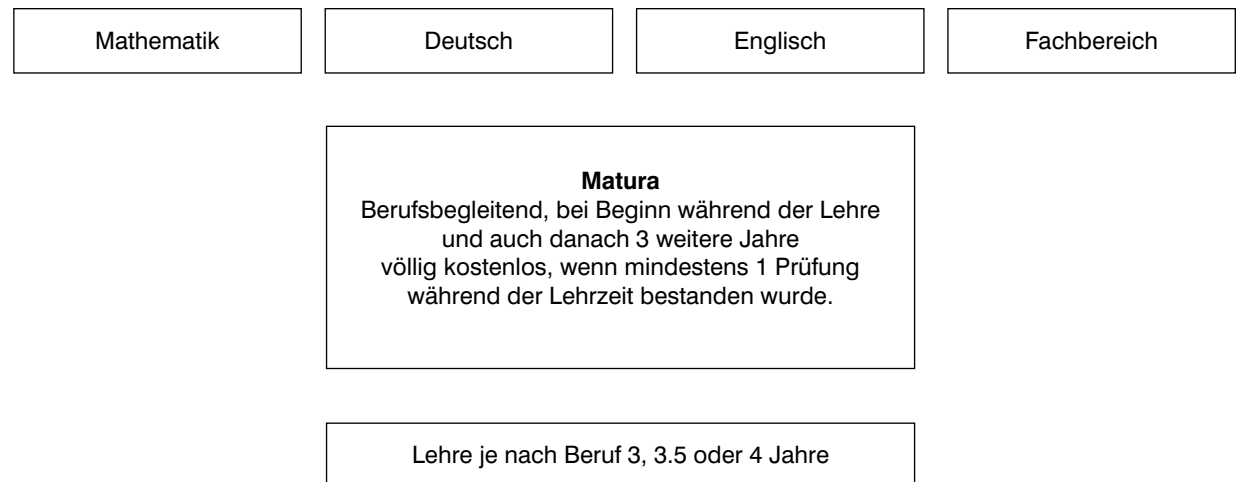 Mathematik
Deutsch
Englisch
Fachbereich
Matura
Berufsbegleitend, bei Beginn während der Lehre
und auch danach 3 weitere Jahre
völlig kostenlos, wenn mindestens 1 Prüfung
während der Lehrzeit bestanden wurde.
Lehre je nach Beruf 3, 3.5 oder 4 Jahre